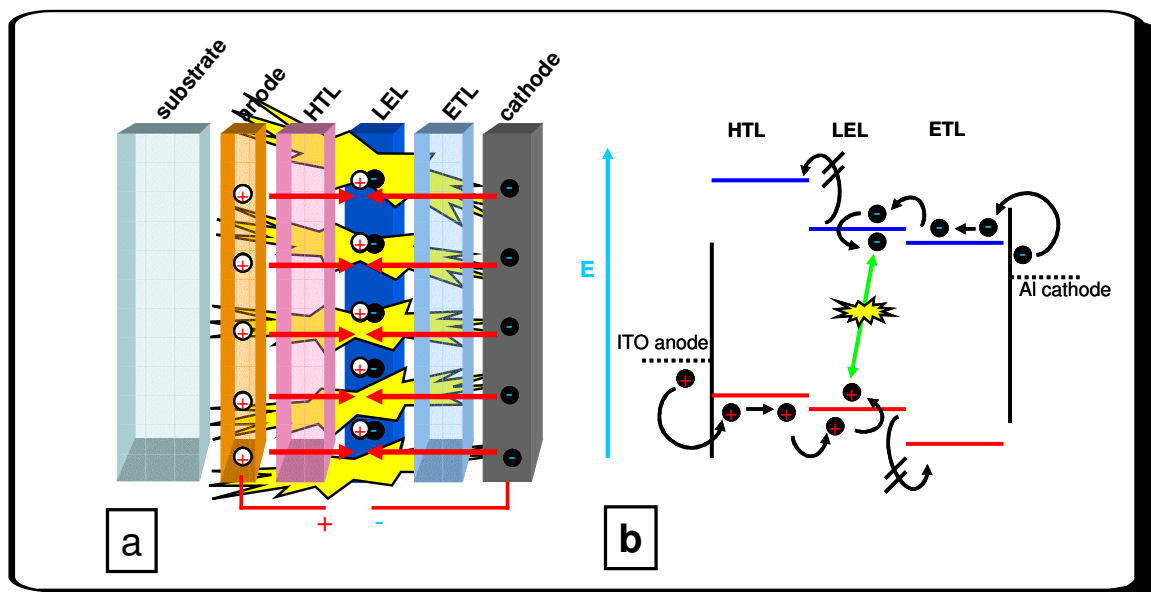 substrate
anode
HTL
LEL
ETL
cathode
+ -
a
HTL LEL ETL
E
Al cathode
ITO anode
b